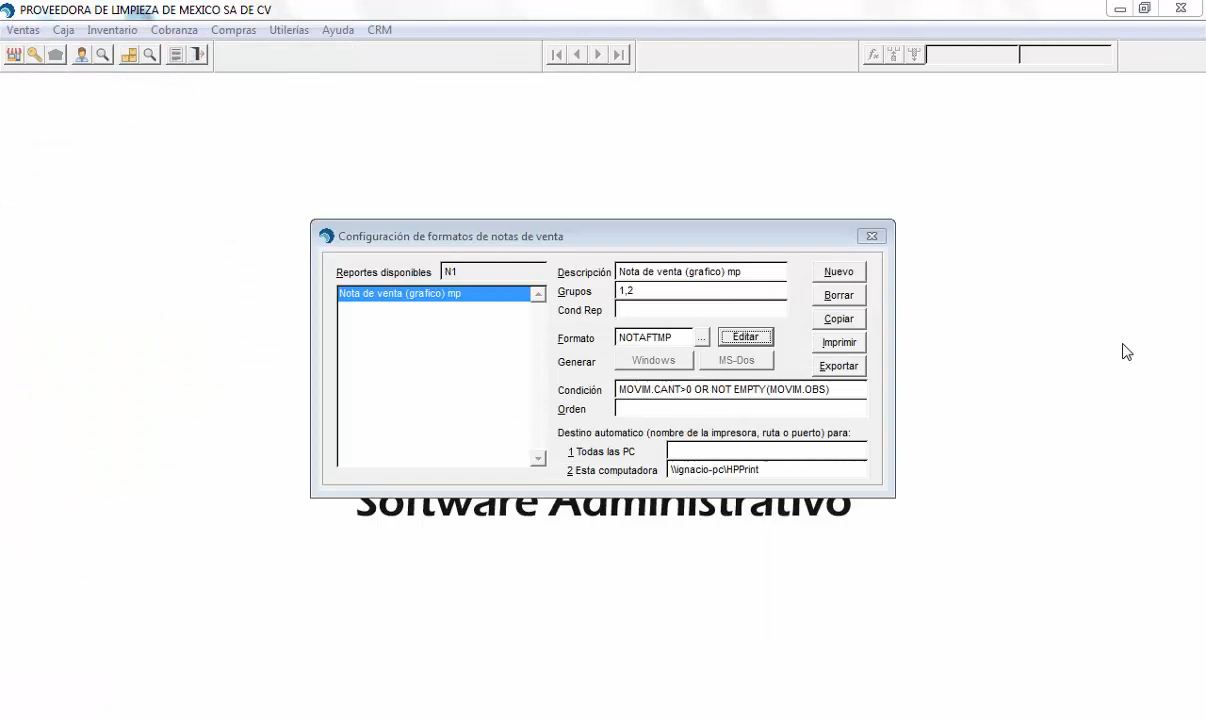 PROVEEDORA DE LIMPIEZA DE MEXICO SA DE CV
Ventas Caja Inventario Cobranza Compras Utilerías Ayuda CRM
Configuración de formatos de notas de venta
Reportes disponibles N1
Nota de venta (grafico) mp
Descripción Nota de venta (grafico) mp
Grupos 1,2
Cond Rep
Formato NOTAFTMP ... Editar
Generar Windows MS-Dos
Condición MOVIM.CANT>0 OR NOT EMPTY(MOVIM.OBS)
Orden
Destino automatico (nombre de la impresora, ruta o puerto) para:
1 Todas las PC
2 Esta computadora \\ignacio-pc\HPPrint
Nuevo
Borrar
Copiar
Imprimir
Exportar
Software Administrativo